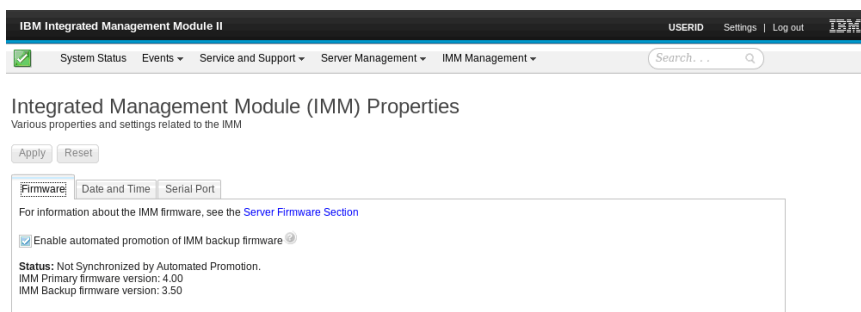 IBM Integrated Management Module II
USERID Settings | Log out IBM
System Status Events Service and Support Server Management IMM Management Search...
Integrated Management Module (IMM) Properties
Various properties and settings related to the IMM
Apply Reset
Firmware Date and Time Serial Port
For information about the IMM firmware, see the Server Firmware Section
Enable automated promotion of IMM backup firmware
Status: Not Synchronized by Automated Promotion.
IMM Primary firmware version: 4.00
IMM Backup firmware version: 3.50